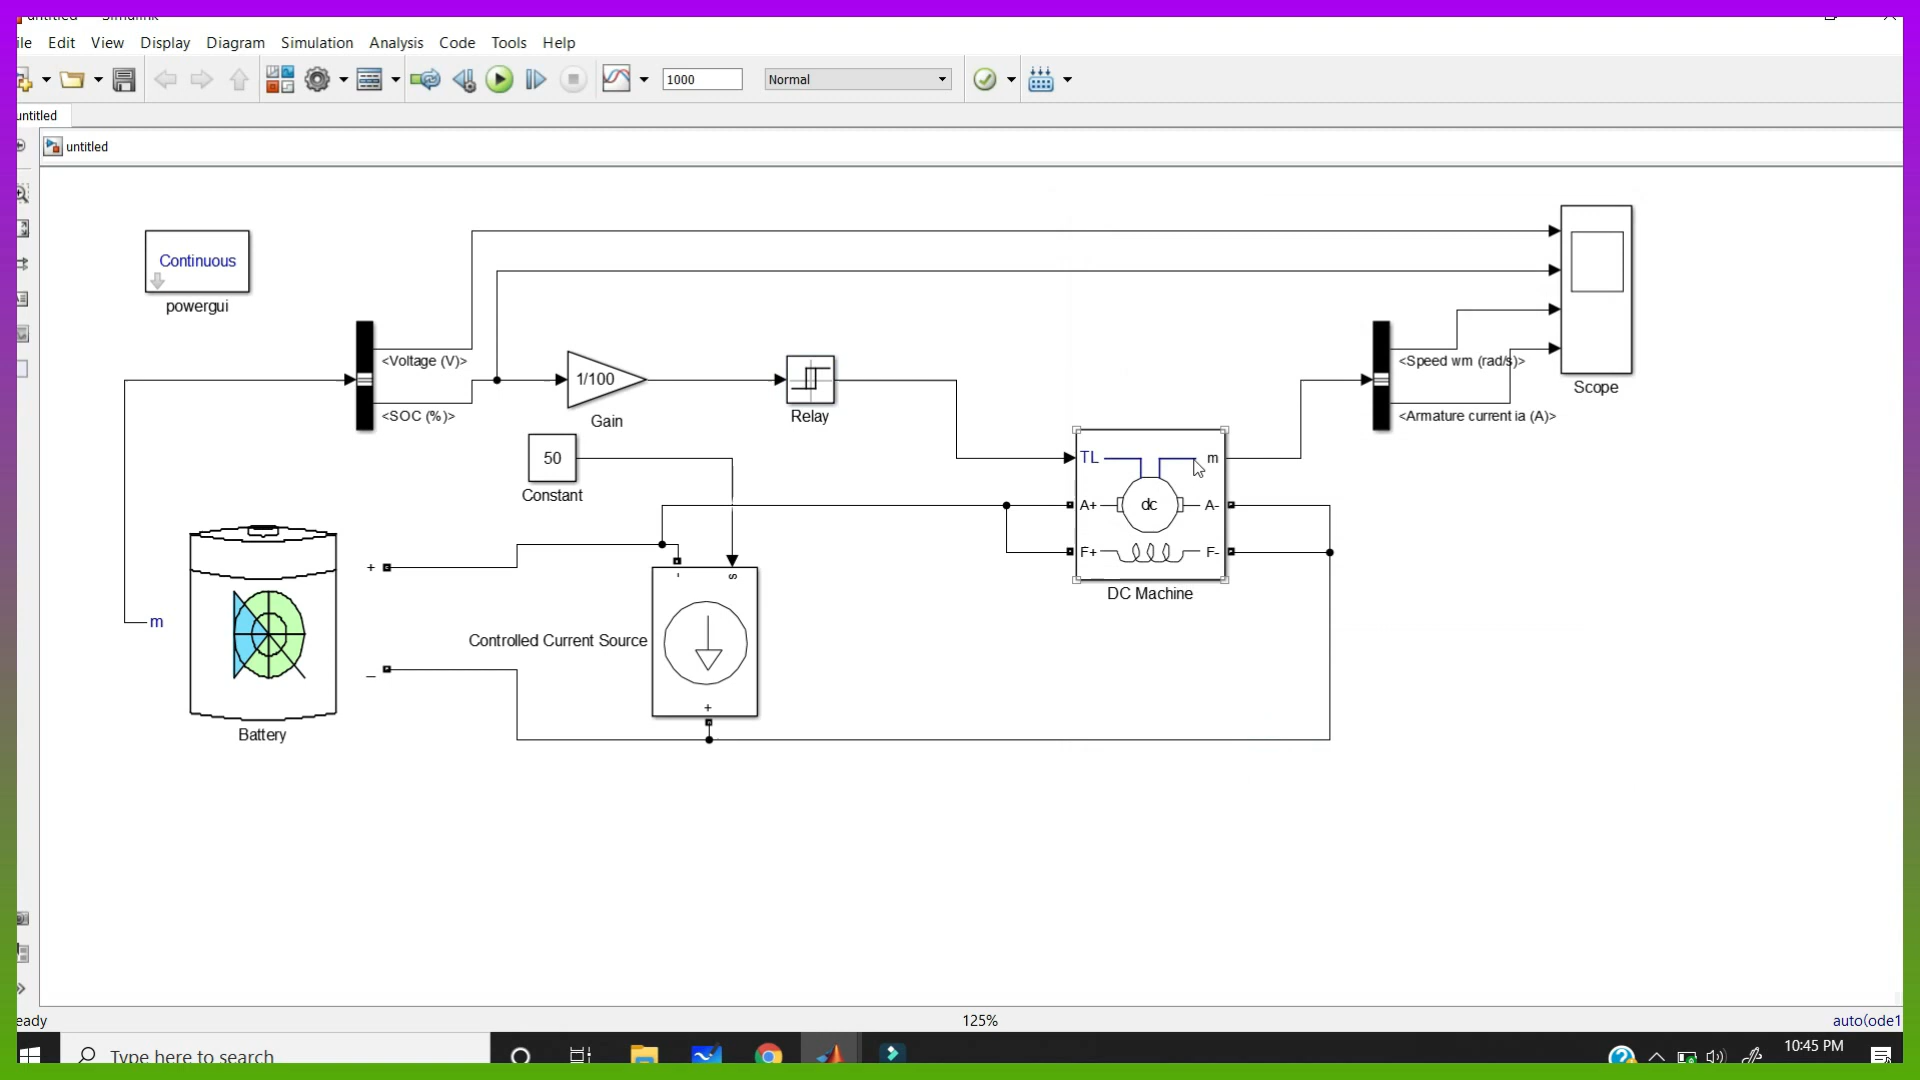 untitled Simulink
ile Edit View Display Diagram Simulation Analysis Code Tools Help
1000 Normal
untitled
untitled
Continuous
powergui
<Voltage (V)>
<SOC (%)>
1/100
Gain
Relay
<Speed wm (rad/s)>
<Armature current ia (A)>
Scope
50
Constant
TL m
dc
A+ A-
F+ F-
DC Machine
+
- s
Controlled Current Source
m
_
+
Battery
eady 125% auto(ode1
Type here to search
10:45 PM